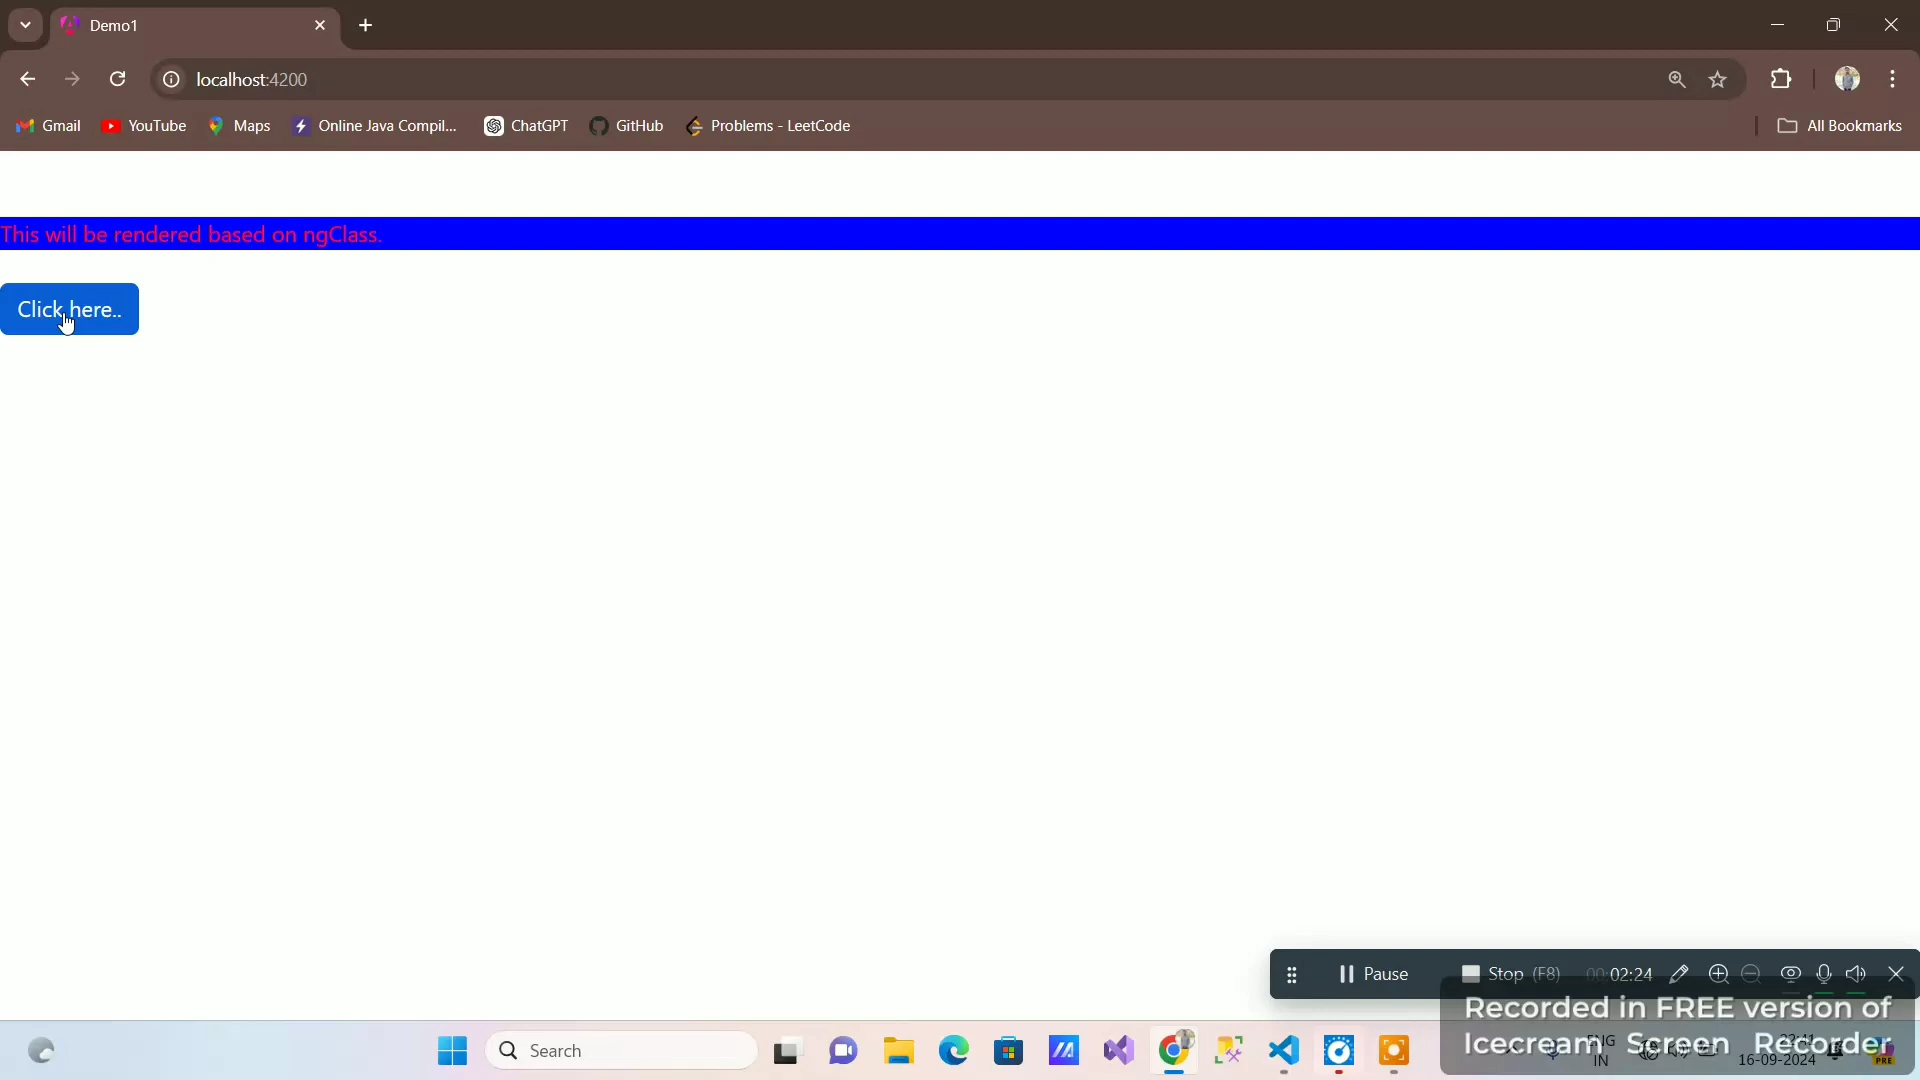 Demo1
localhost:4200
Gmail YouTube Maps Online Java Compil... ChatGPT GitHub Problems - LeetCode All Bookmarks
This will be rendered based on ngClass.
Click here..
Pause Stop (F8) 00:02:24
Recorded in FREE version of
Icecream Screen Recorder
Search
ENG
IN
16-09-2024
PRE